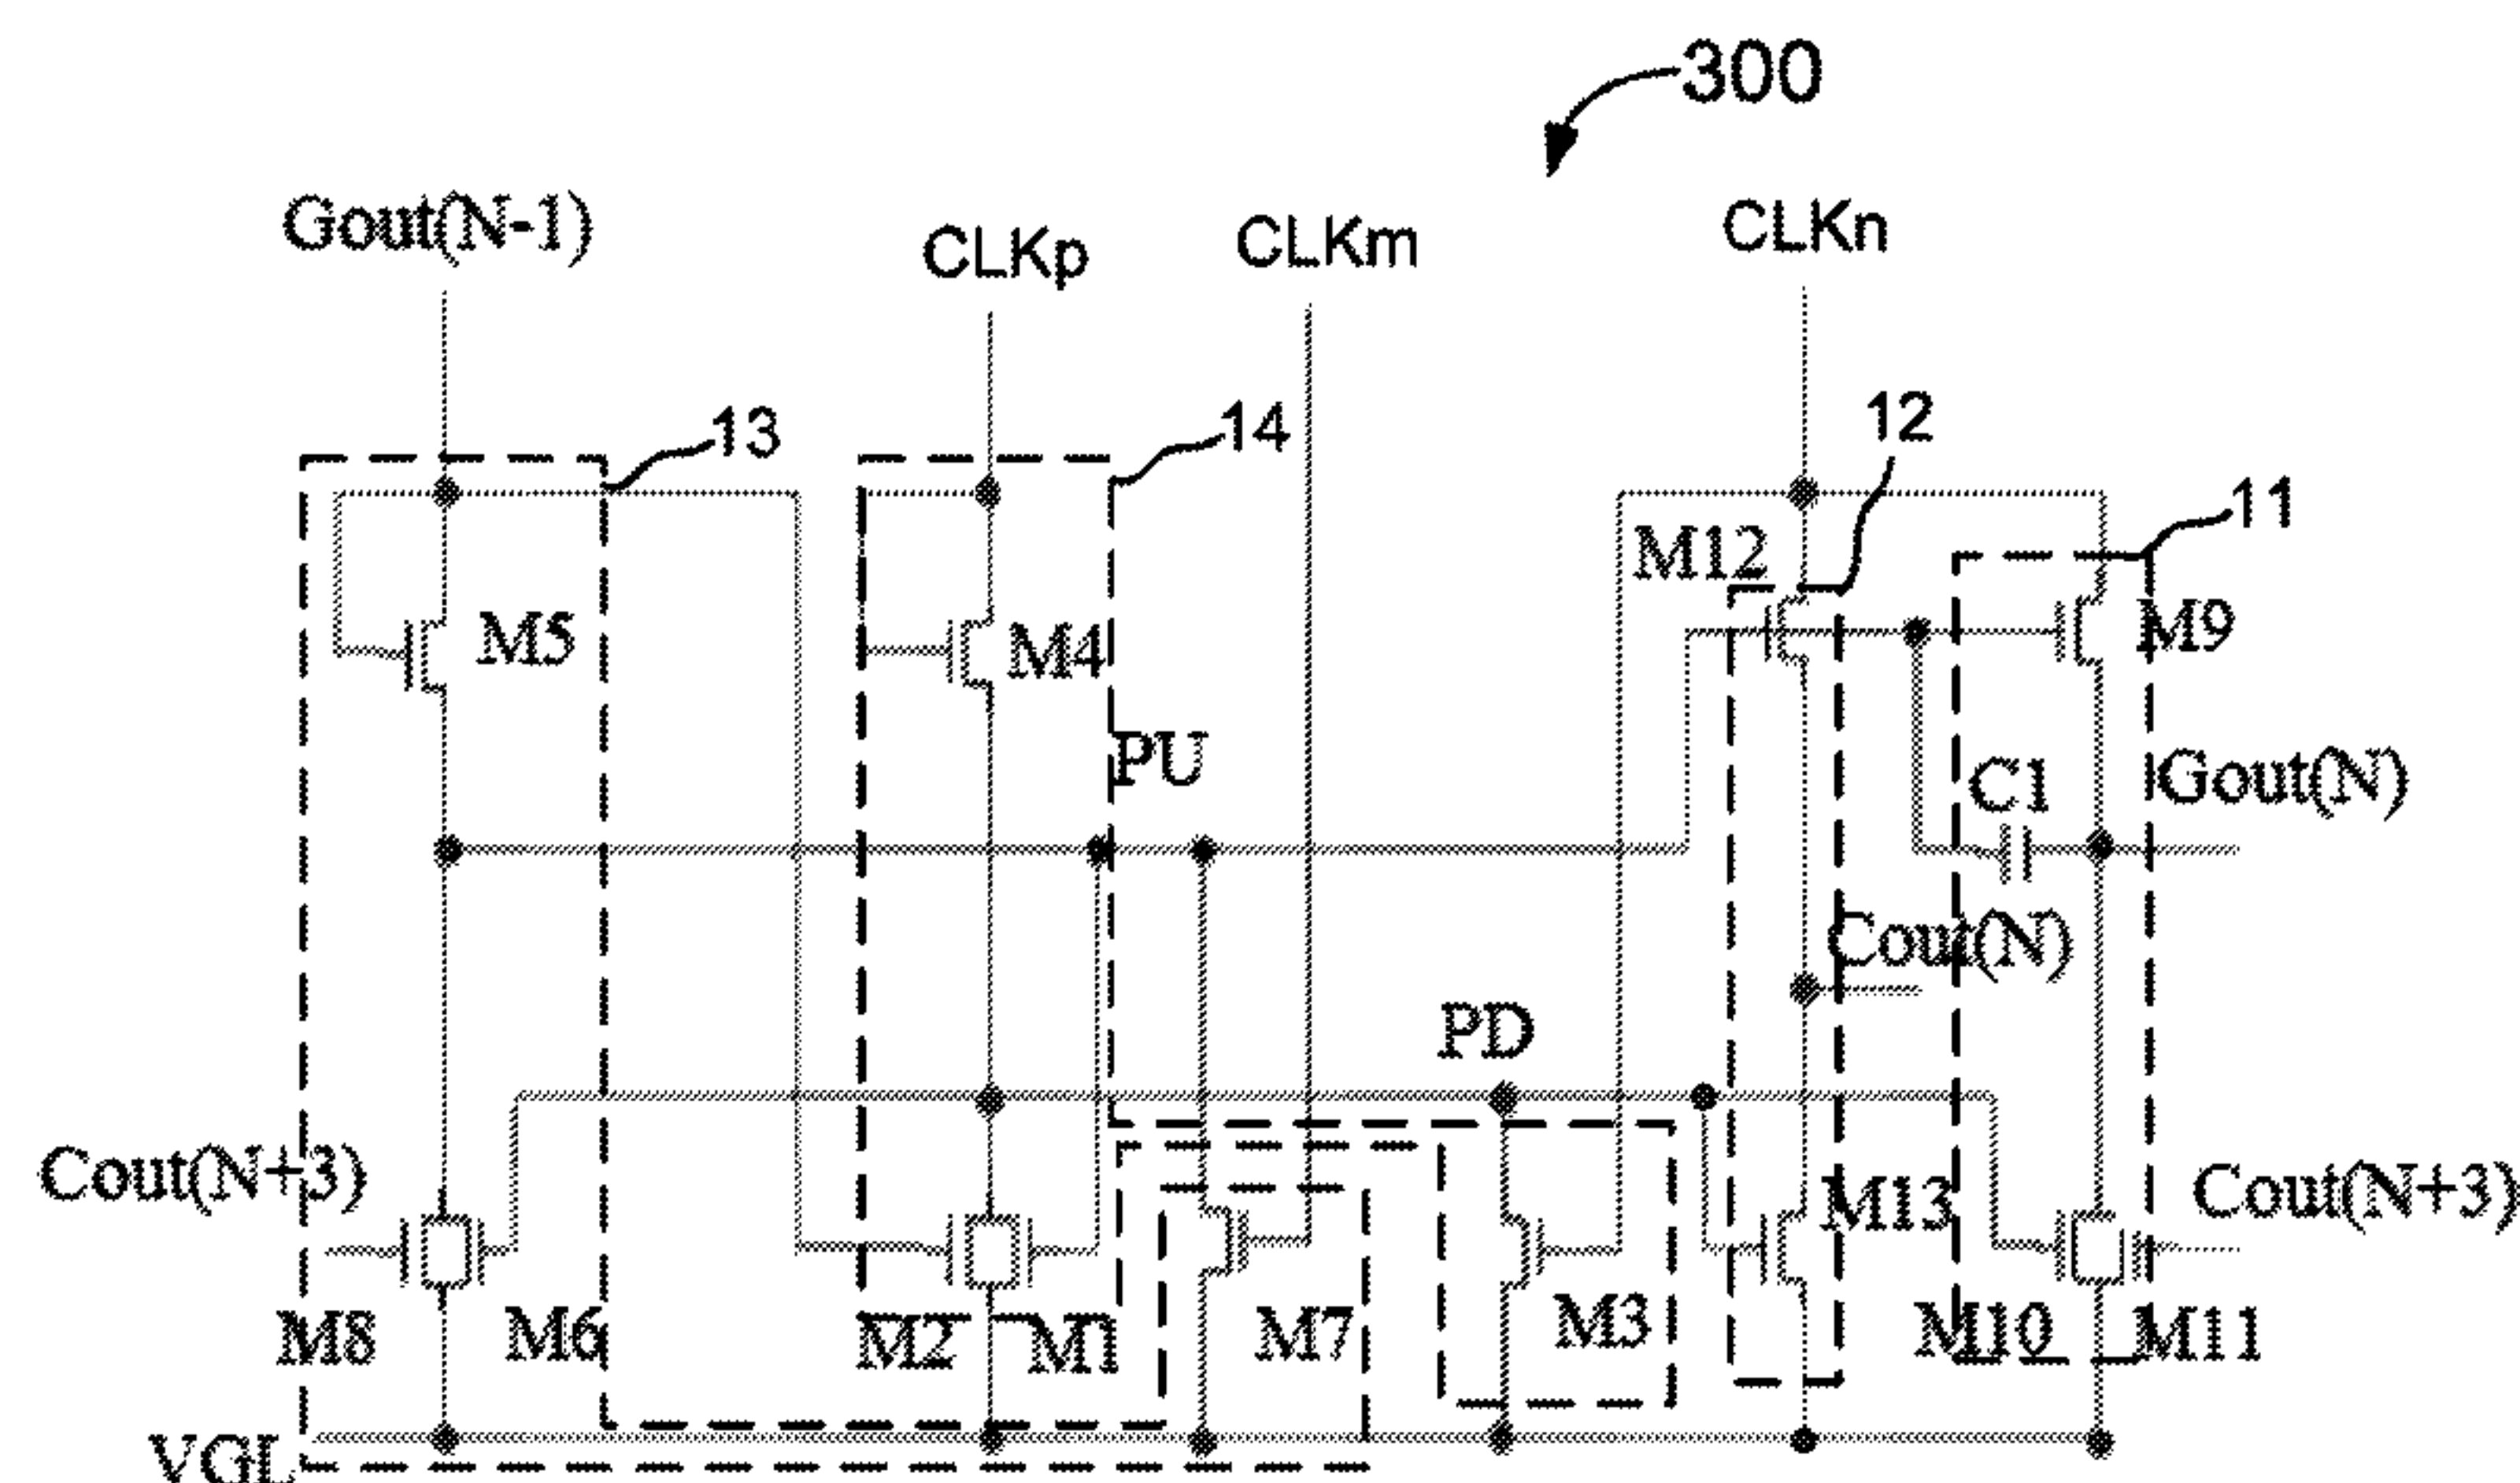 300
Gout(N-1)
CLKp
CLKm
CLKn
13
14
12
11
M12
M5
M4
M9
PU
C1
Gout(N)
Cout(N)
PD
Cout(N+3)
M13
Cout(N+3)
M8
M6
M2
M1
M7
M3
M10
M11
VGL